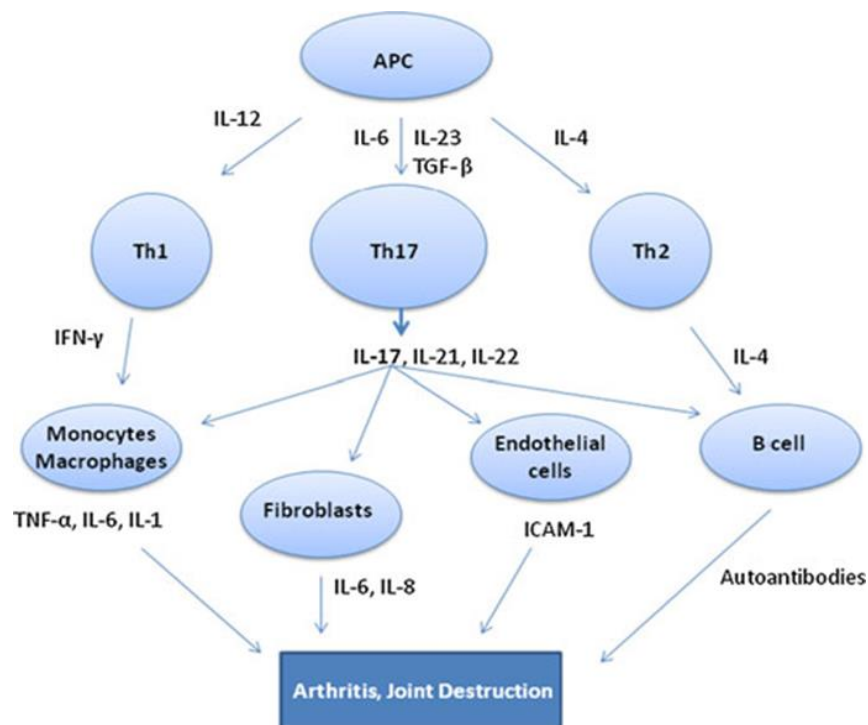 APC
IL-12
IL-6 IL-23
TGF-β
IL-4
Th1
Th17
Th2
IFN-γ
IL-17, IL-21, IL-22
IL-4
Monocytes
Macrophages
Fibroblasts
Endothelial
cells
B cell
TNF-α, IL-6, IL-1
IL-6, IL-8
ICAM-1
Autoantibodies
Arthritis, Joint Destruction